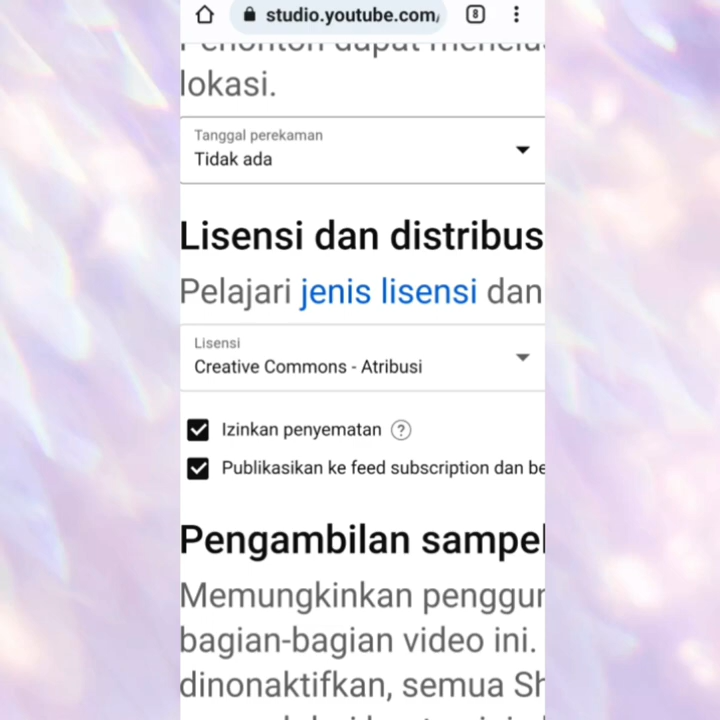 studio.youtube.com/
8
Penonton dapat
lokasi.
Tanggal perekaman
Tidak ada
Lisensi dan distribus
Pelajari jenis lisensi dan
Lisensi
Creative Commons - Atribusi
Izinkan penyematan ?
Publikasikan ke feed subscription dan be
Pengambilan sampel
Memungkinkan penggun
bagian-bagian video ini.
dinonaktifkan, semua Sh